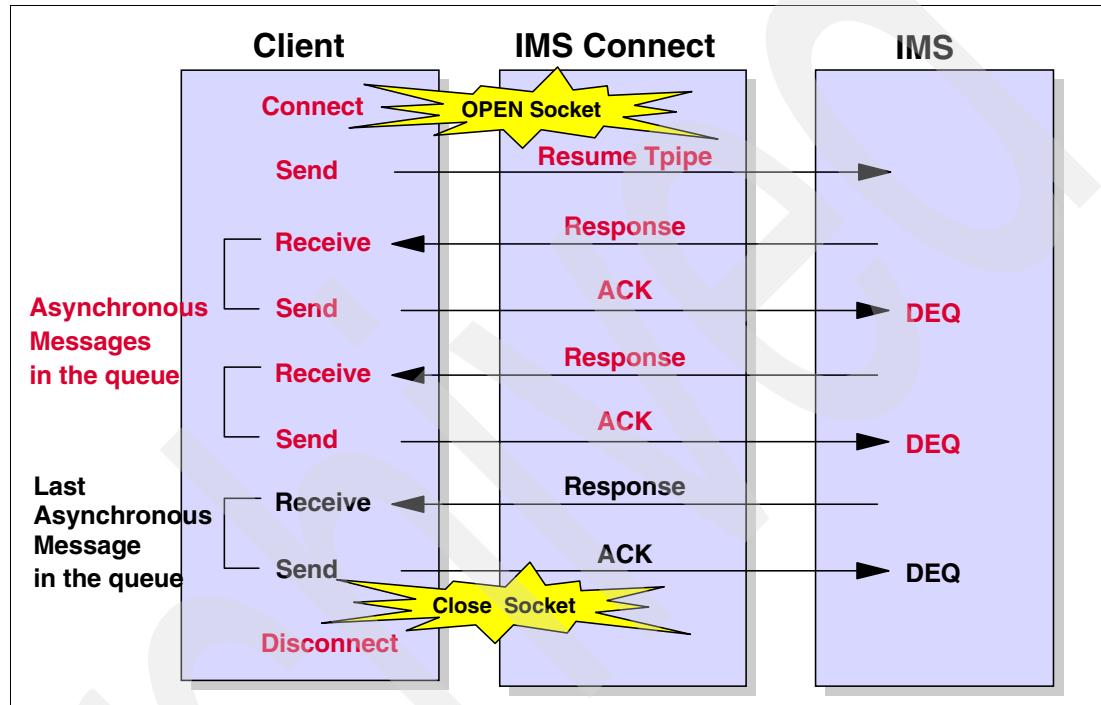 Client
IMS Connect
IMS
Connect
OPEN Socket
Send
Resume Tpipe
Receive
Response
Asynchronous
Messages
in the queue
Send
ACK
DEQ
Receive
Response
Send
ACK
DEQ
Last
Asynchronous
Message
in the queue
Receive
Response
Send
ACK
DEQ
Close Socket
Disconnect